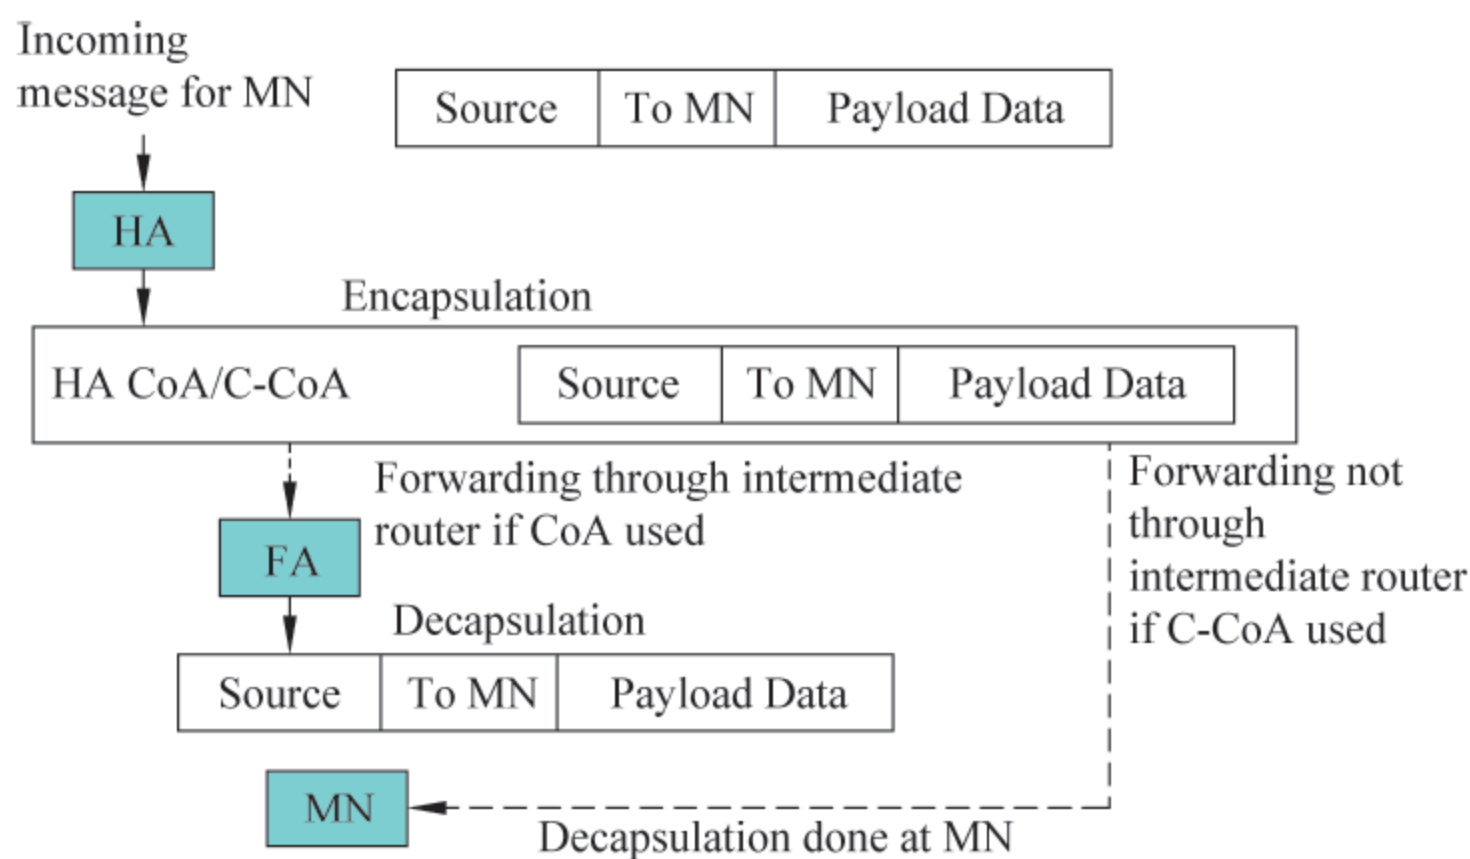 Incoming
message for MN
Source To MN Payload Data
HA
Encapsulation
HA CoA/C-CoA Source To MN Payload Data
Forwarding through intermediate
router if CoA used
Forwarding not
through
intermediate router
if C-CoA used
FA
Decapsulation
Source To MN Payload Data
MN
Decapsulation done at MN